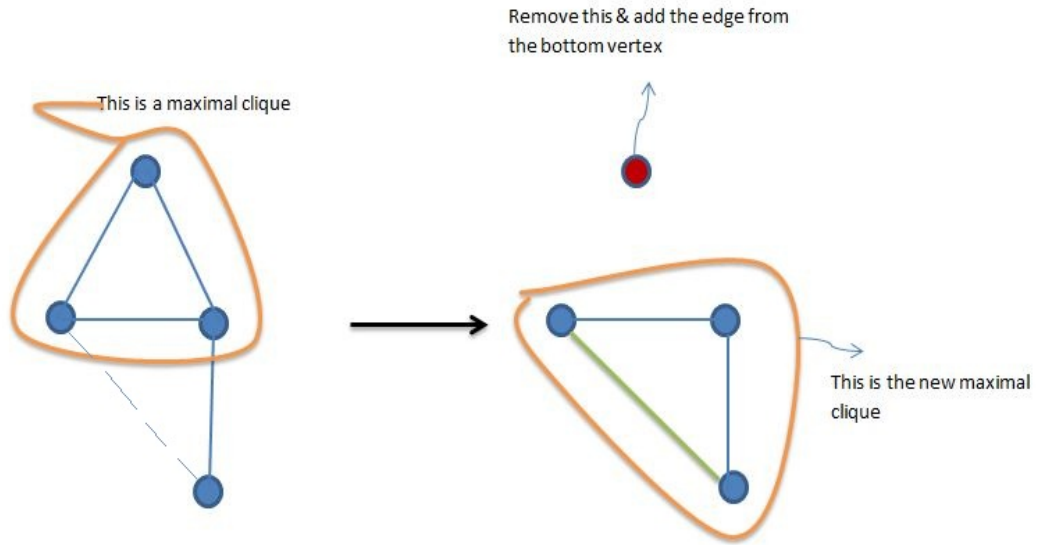 Remove this & add the edge from
the bottom vertex
This is a maximal clique
This is the new maximal
clique